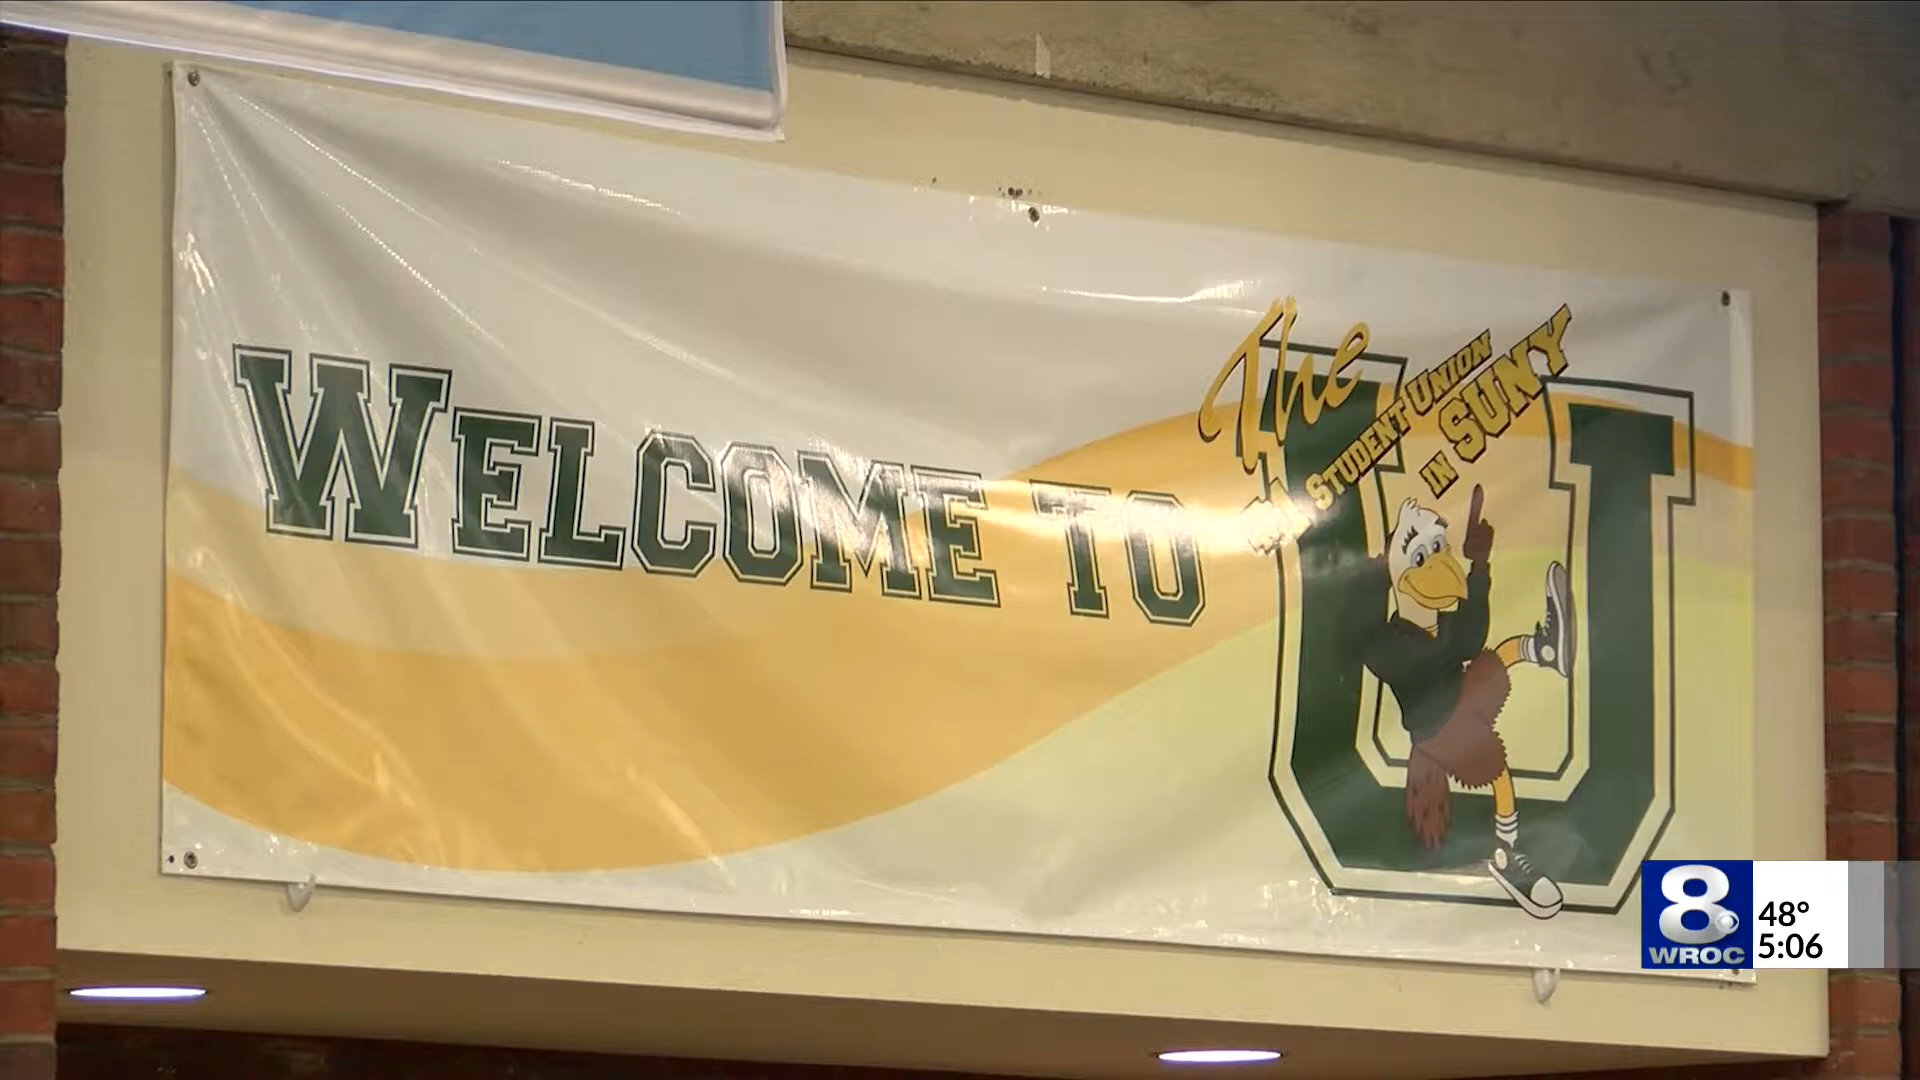 WELCOME TO
The
STUDENT UNION
IN SUNY
8
WROC
48°
5:06